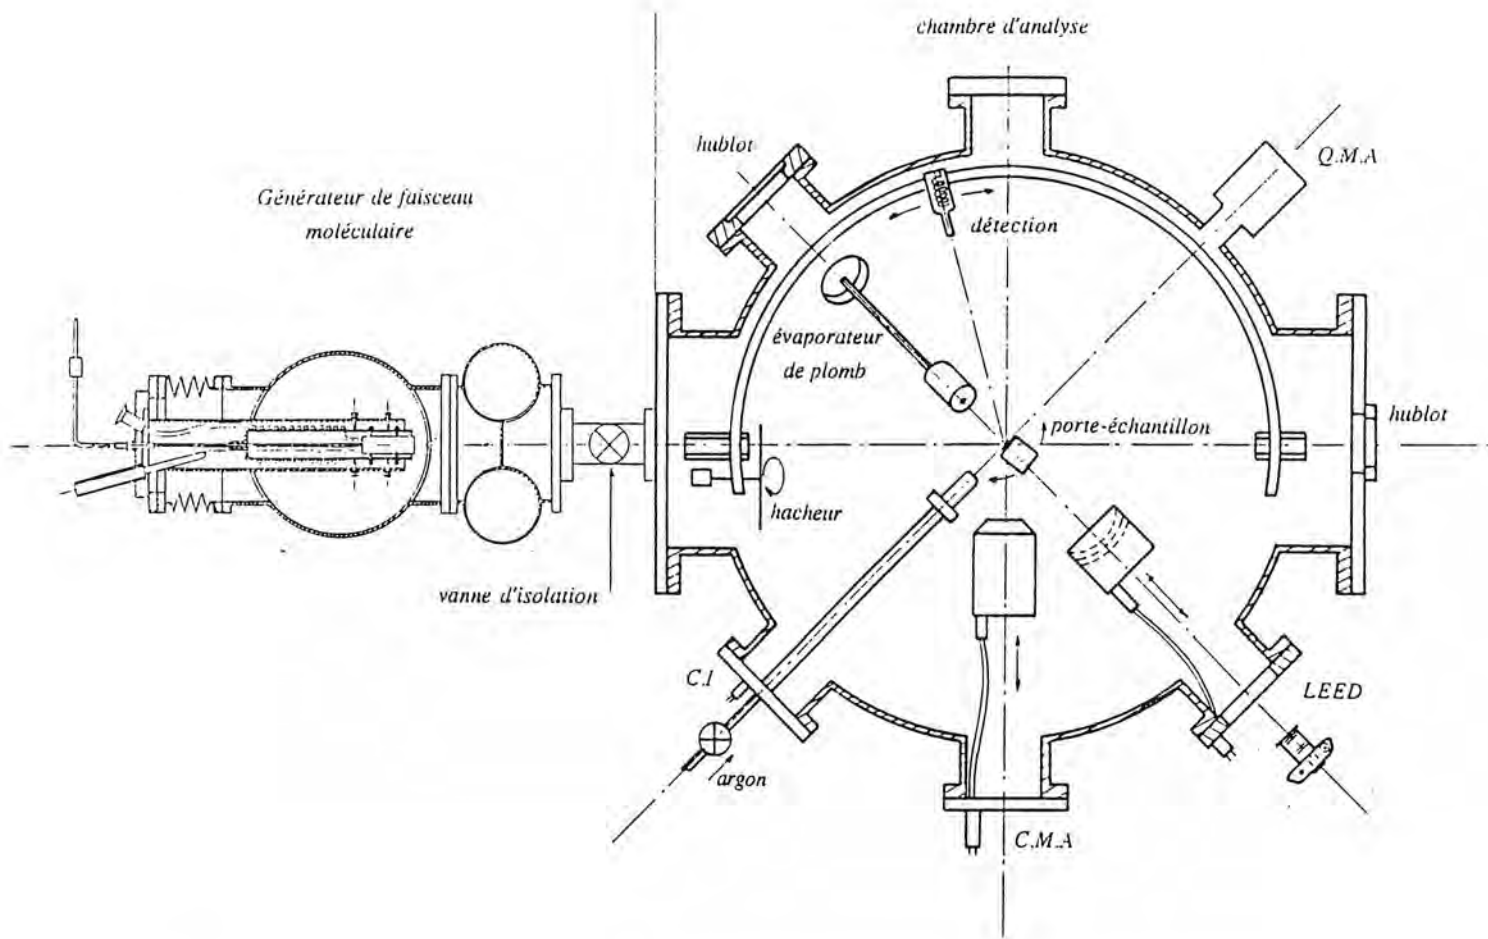 chambre d'analyse
hublot
Q.M.A
Générateur de faisceau
moléculaire
détection
évaporateur
de plomb
porte-échantillon
hublot
hacheur
vanne d'isolation
C.I
LEED
argon
C.M.A